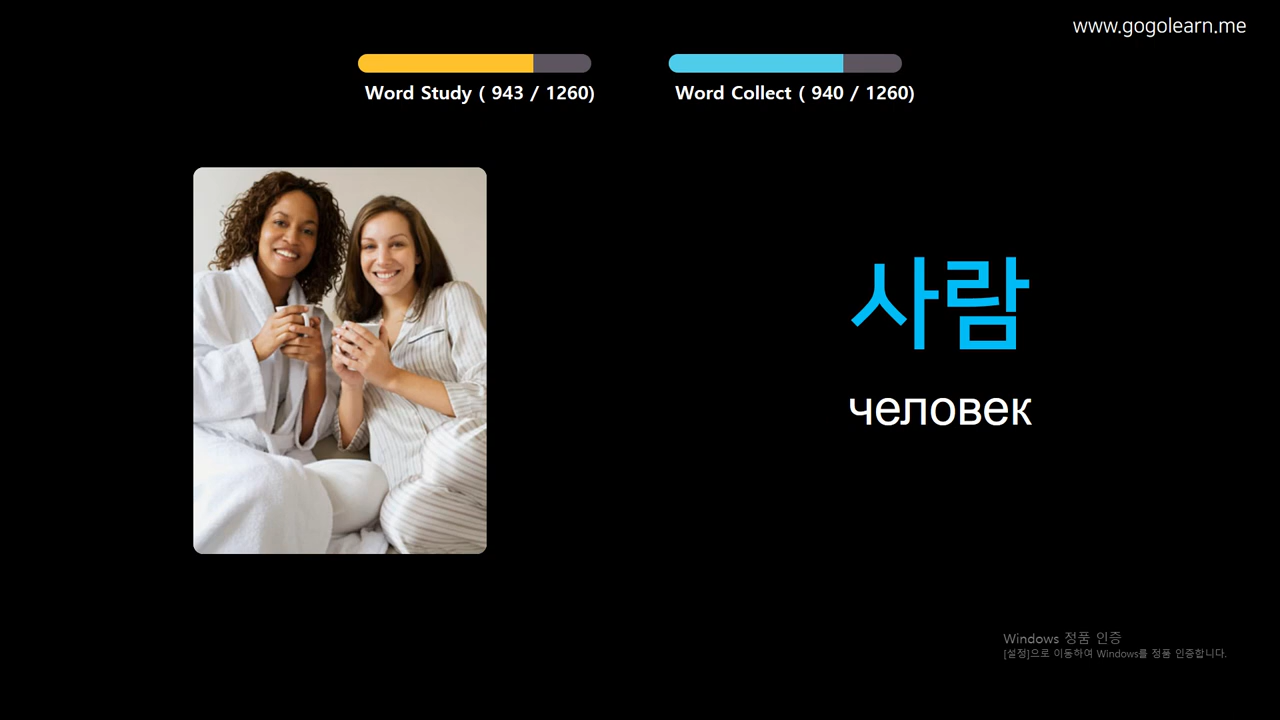 www.gogolearn.me
Word Study ( 943 / 1260)
Word Collect ( 940 / 1260)
사람
человек
Windows 정품 인증
[설정]으로 이동하여 Windows를 정품 인증합니다.